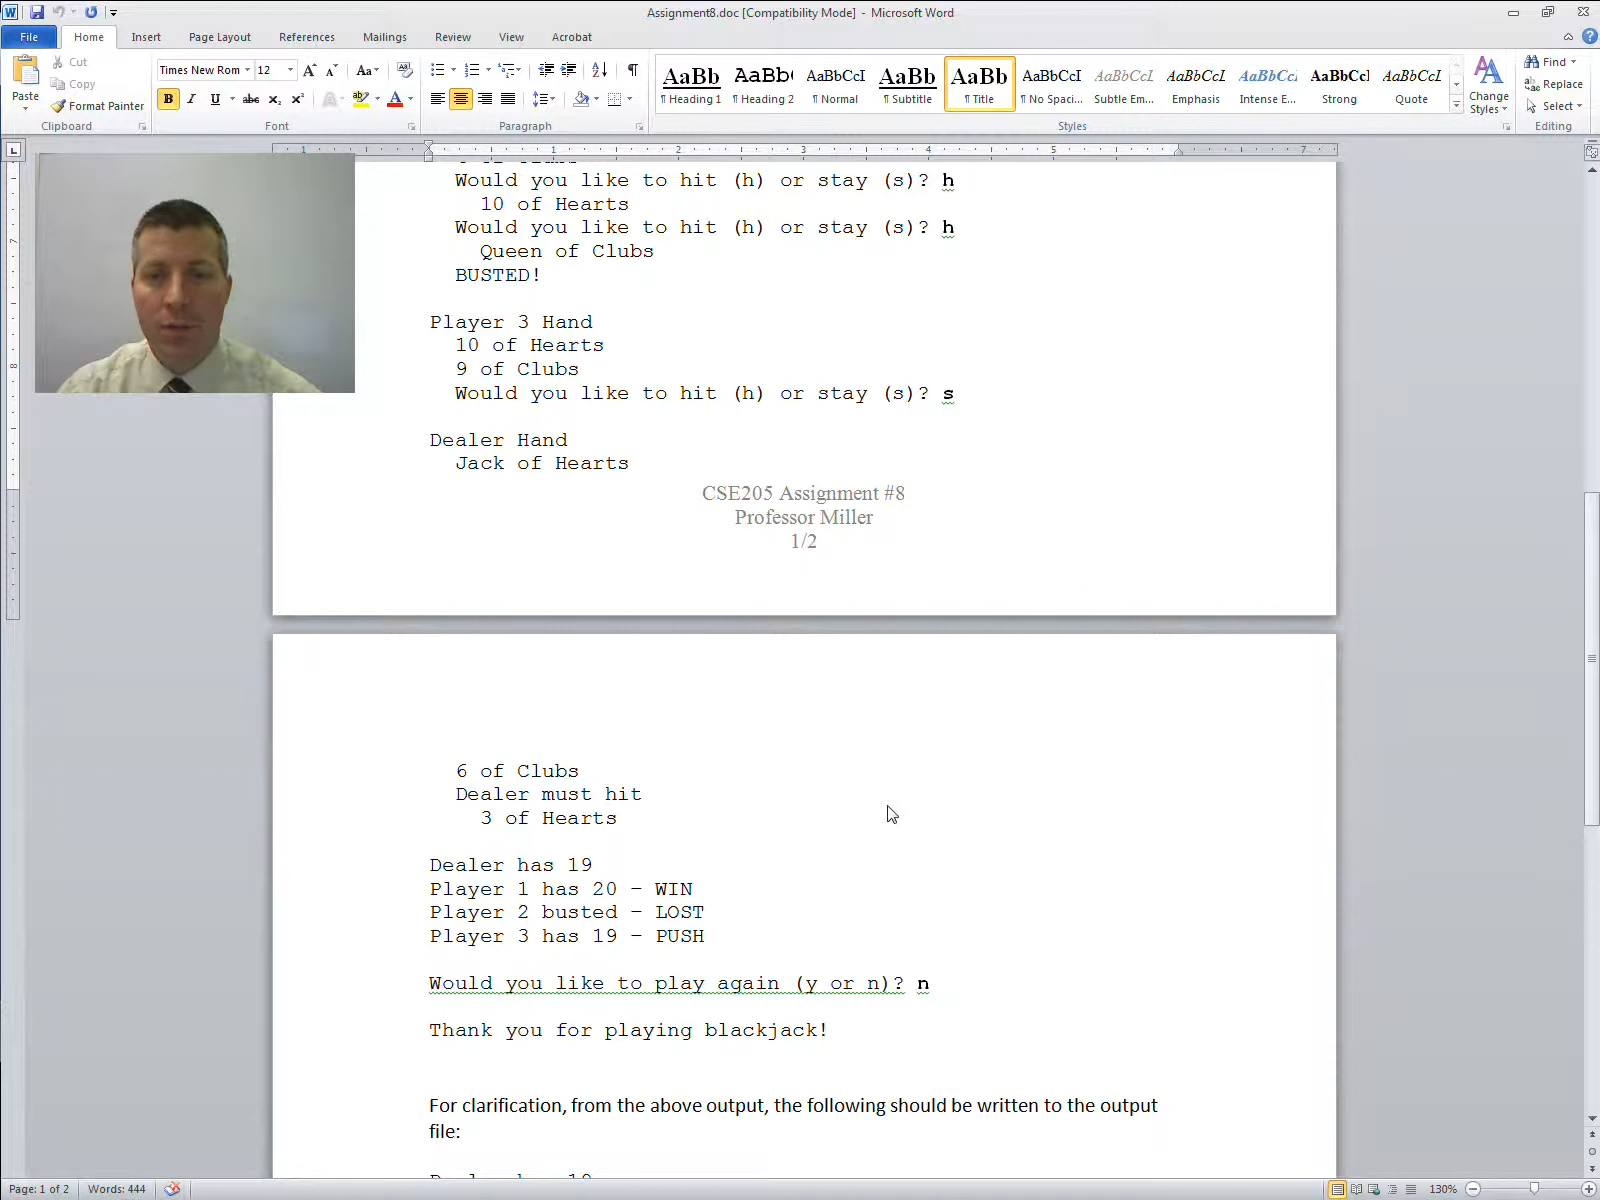 Assignment8.doc [Compatibility Mode] - Microsoft Word
File Home Insert Page Layout References Mailings Review View Acrobat
Paste
Cut
Copy
Format Painter
Clipboard
Times New Rom 12
Font
Paragraph
AaBb AaBb AaBbCcI AaBb AaBb AaBbCcI AaBbCcI AaBbCcI AaBbCcI AaBbCcI AaBbCcI
Heading 1 Heading 2 Normal Subtitle Title No Spaci... Subtle Em... Emphasis Intense E... Strong Quote
Change Styles
Styles
Find
Replace
Select
Editing
Would you like to hit (h) or stay (s)? h
10 of Hearts
Would you like to hit (h) or stay (s)? h
Queen of Clubs
BUSTED!
Player 3 Hand
10 of Hearts
9 of Clubs
Would you like to hit (h) or stay (s)? s
Dealer Hand
Jack of Hearts
CSE205 Assignment #8
Professor Miller
1/2
6 of Clubs
Dealer must hit
3 of Hearts
Dealer has 19
Player 1 has 20 – WIN
Player 2 busted – LOST
Player 3 has 19 – PUSH
Would you like to play again (y or n)? n
Thank you for playing blackjack!
For clarification, from the above output, the following should be written to the output
file:
Page: 1 of 2 Words: 444 130%